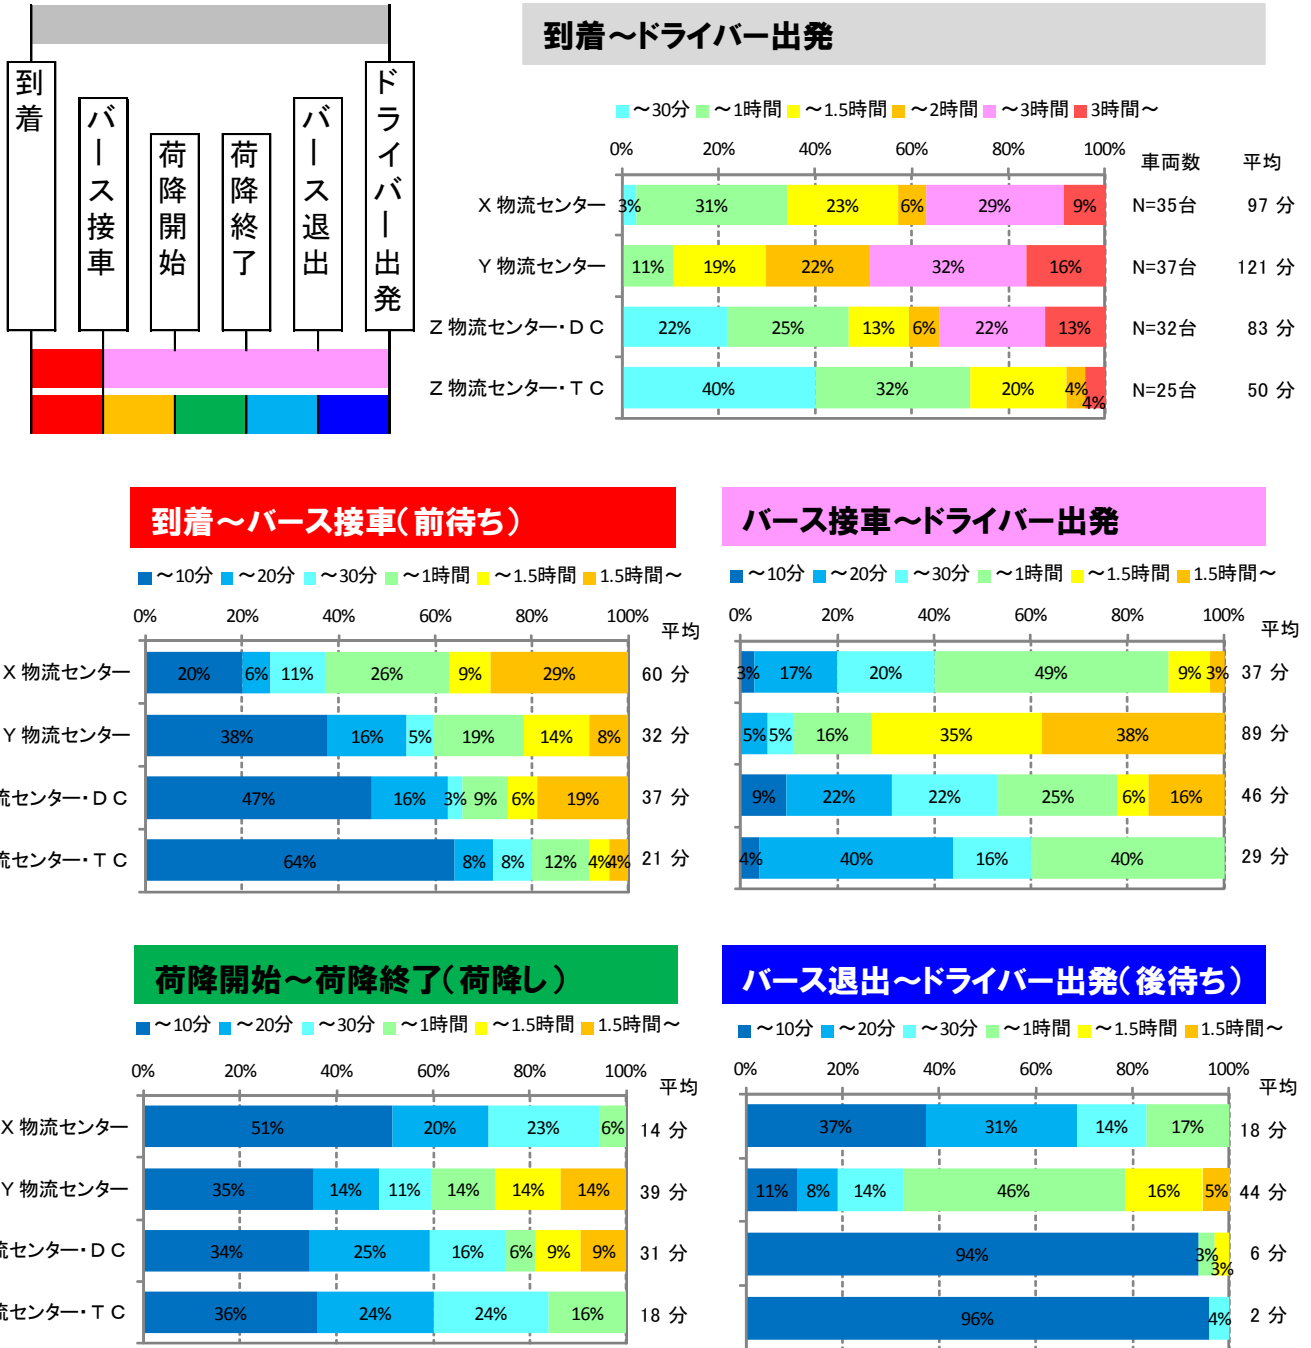 到着
バース接車
荷降開始
荷降終了
バース退出
ドライバー出発
到着～ドライバー出発
～30分 ～1時間 ～1.5時間 ～2時間 ～3時間 3時間～
0% 20% 40% 60% 80% 100% 車両数 平均
X 物流センター 3% 31% 23% 6% 29% 9% N=35台 97 分
Y 物流センター 11% 19% 22% 32% 16% N=37台 121 分
Z 物流センター・DC 22% 25% 13% 6% 22% 13% N=32台 83 分
Z 物流センター・TC 40% 32% 20% 4% 4% N=25台 50 分
到着～バース接車（前待ち）
～10分 ～20分 ～30分 ～1時間 ～1.5時間 1.5時間～
0% 20% 40% 60% 80% 100% 平均
X 物流センター 20% 6% 11% 26% 9% 29% 60 分
Y 物流センター 38% 16% 5% 19% 14% 8% 32 分
流センター・DC 47% 16% 3% 9% 6% 19% 37 分
流センター・TC 64% 8% 8% 12% 4% 4% 21 分
バース接車～ドライバー出発
～10分 ～20分 ～30分 ～1時間 ～1.5時間 1.5時間～
0% 20% 40% 60% 80% 100% 平均
3% 17% 20% 49% 9% 3% 37 分
5% 5% 16% 35% 38% 89 分
9% 22% 22% 25% 6% 16% 46 分
4% 40% 16% 40% 29 分
荷降開始～荷降終了（荷降し）
～10分 ～20分 ～30分 ～1時間 ～1.5時間 1.5時間～
0% 20% 40% 60% 80% 100% 平均
X 物流センター 51% 20% 23% 6% 14 分
Y 物流センター 35% 14% 11% 14% 14% 14% 39 分
流センター・DC 34% 25% 16% 6% 9% 9% 31 分
流センター・TC 36% 24% 24% 16% 18 分
バース退出～ドライバー出発（後待ち）
～10分 ～20分 ～30分 ～1時間 ～1.5時間 1.5時間～
0% 20% 40% 60% 80% 100% 平均
37% 31% 14% 17% 18 分
11% 8% 14% 46% 16% 5% 44 分
94% 3% 3% 6 分
96% 4% 2 分